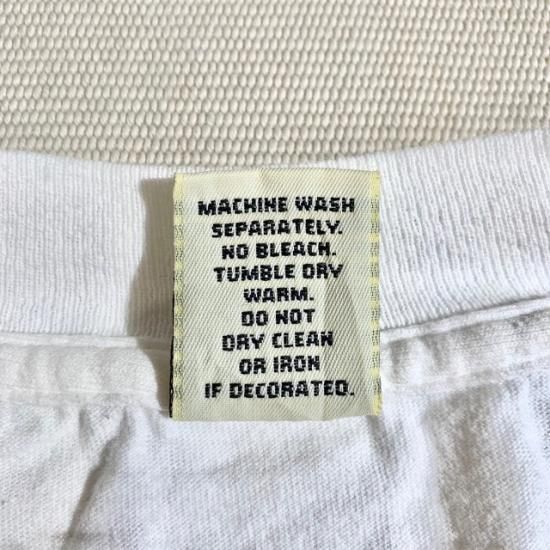 MACHINE WASH
SEPARATELY.
NO BLEACH.
TUMBLE DRY
WARM.
DO NOT
DRY CLEAN
OR IRON
IF DECORATED.